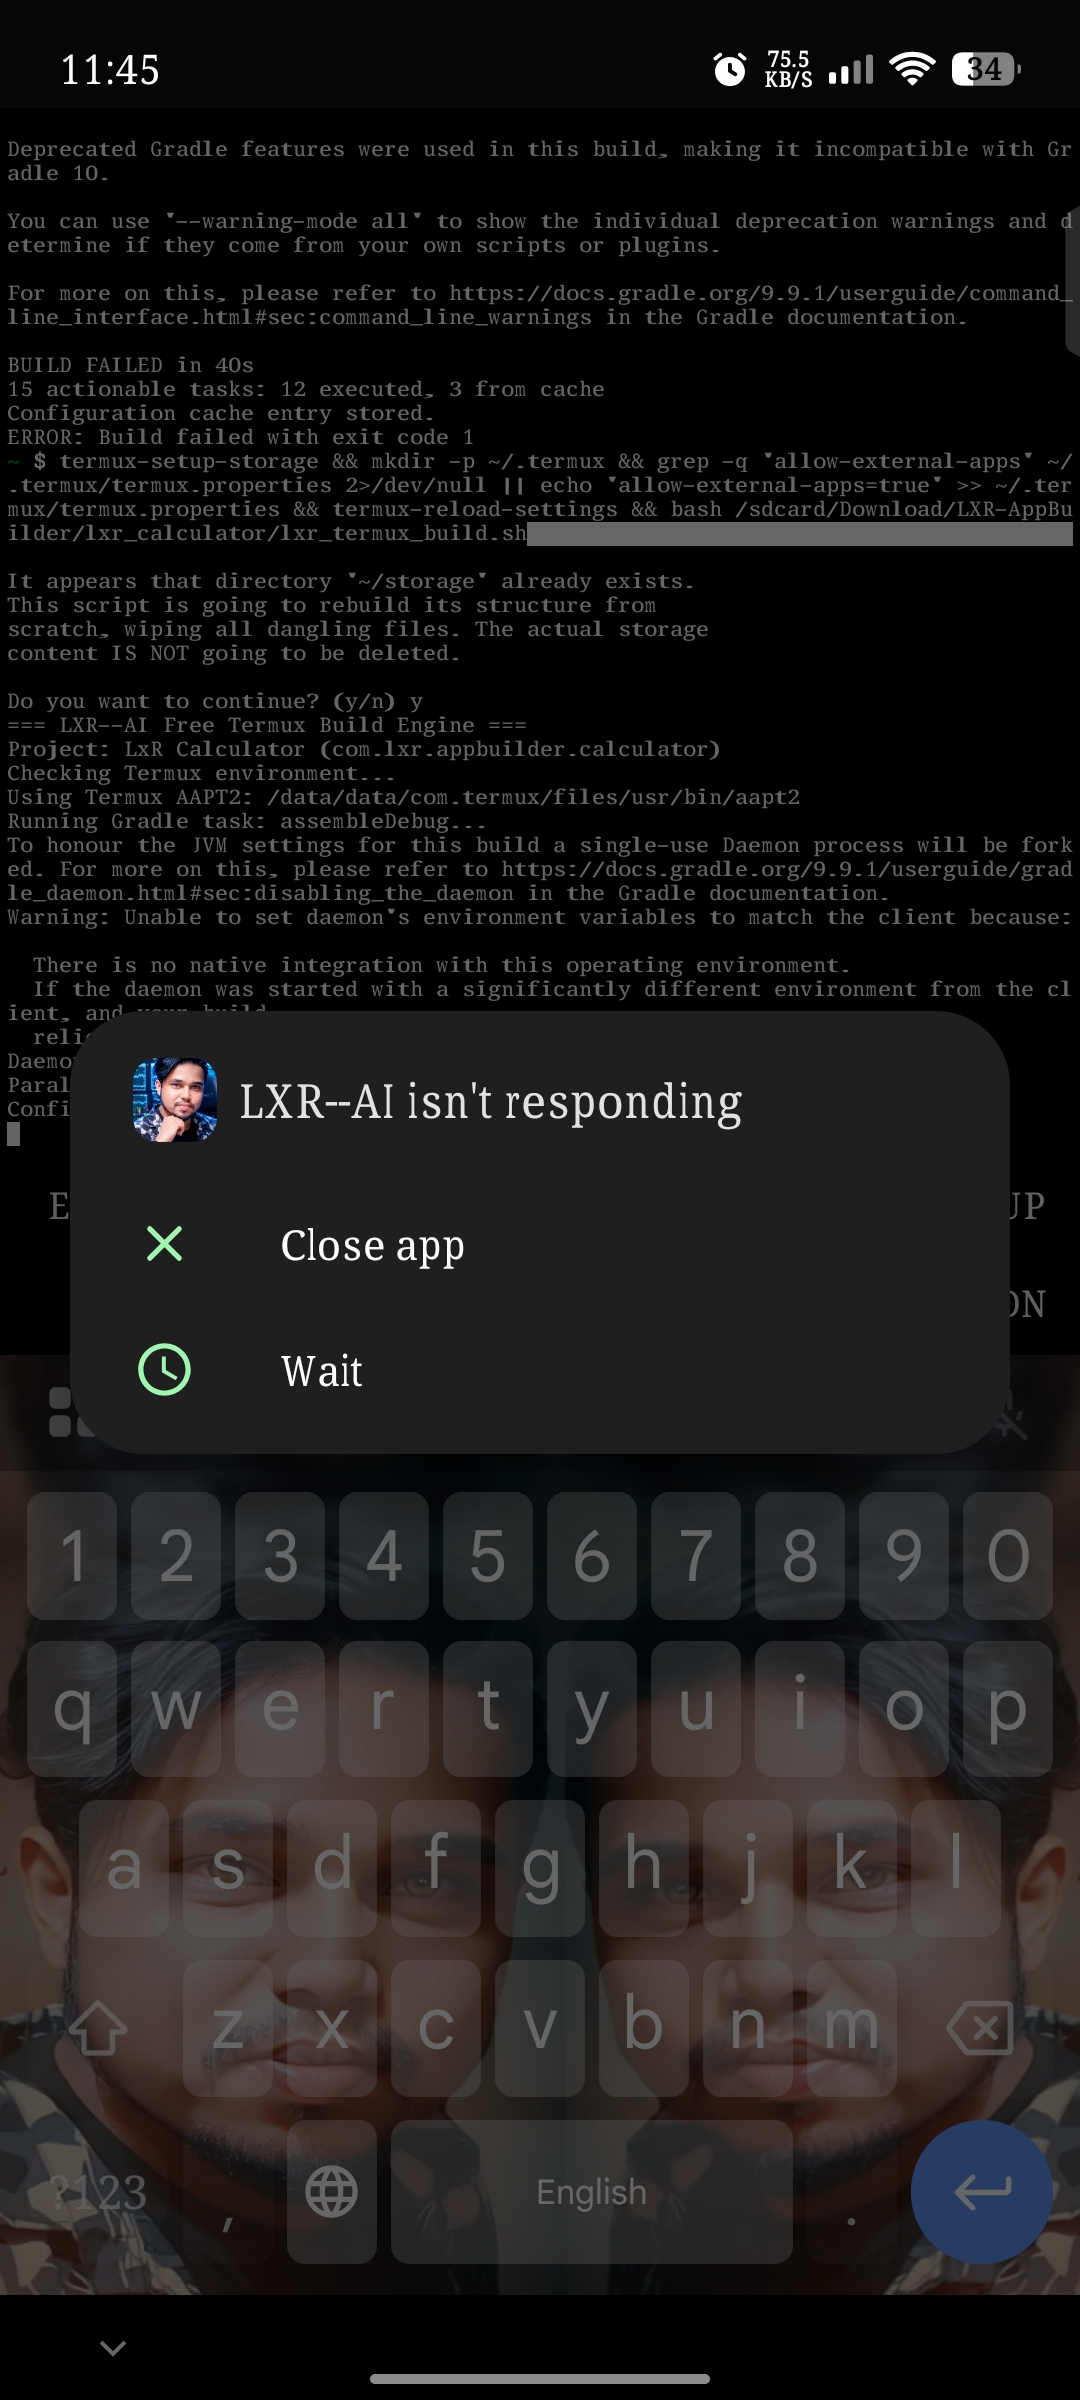 11:45
75.5
KB/S
34
Deprecated Gradle features were used in this build, making it incompatible with Gr
adle 10.
You can use '--warning-mode all' to show the individual deprecation warnings and d
etermine if they come from your own scripts or plugins.
For more on this, please refer to https://docs.gradle.org/9.9.1/userguide/command_
line_interface.html#sec:command_line_warnings in the Gradle documentation.
BUILD FAILED in 40s
15 actionable tasks: 12 executed, 3 from cache
Configuration cache entry stored.
ERROR: Build failed with exit code 1
~ $ termux-setup-storage && mkdir -p ~/.termux && grep -q "allow-external-apps" ~/
.termux/termux.properties 2>/dev/null || echo "allow-external-apps=true" >> ~/.ter
mux/termux.properties && termux-reload-settings && bash /sdcard/Download/LXR-AppBu
ilder/lxr_calculator/lxr_termux_build.sh
It appears that directory '~/storage' already exists.
This script is going to rebuild its structure from
scratch, wiping all dangling files. The actual storage
content IS NOT going to be deleted.
Do you want to continue? (y/n) y
=== LXR--AI Free Termux Build Engine ===
Project: LxR Calculator (com.lxr.appbuilder.calculator)
Checking Termux environment...
Using Termux AAPT2: /data/data/com.termux/files/usr/bin/aapt2
Running Gradle task: assembleDebug...
To honour the JVM settings for this build a single-use Daemon process will be fork
ed. For more on this, please refer to https://docs.gradle.org/9.9.1/userguide/grad
le_daemon.html#sec:disabling_the_daemon in the Gradle documentation.
Warning: Unable to set daemon's environment variables to match the client because:
There is no native integration with this operating environment.
If the daemon was started with a significantly different environment from the cl
ient, and your build
relie
Daemo
Paral
Confi
LXR--AI isn't responding
Close app
Wait
E
UP
ON
1 2 3 4 5 6 7 8 9 0
q w e r t y u i o p
a s d f g h j k l
z x c v b n m
?123 , English .